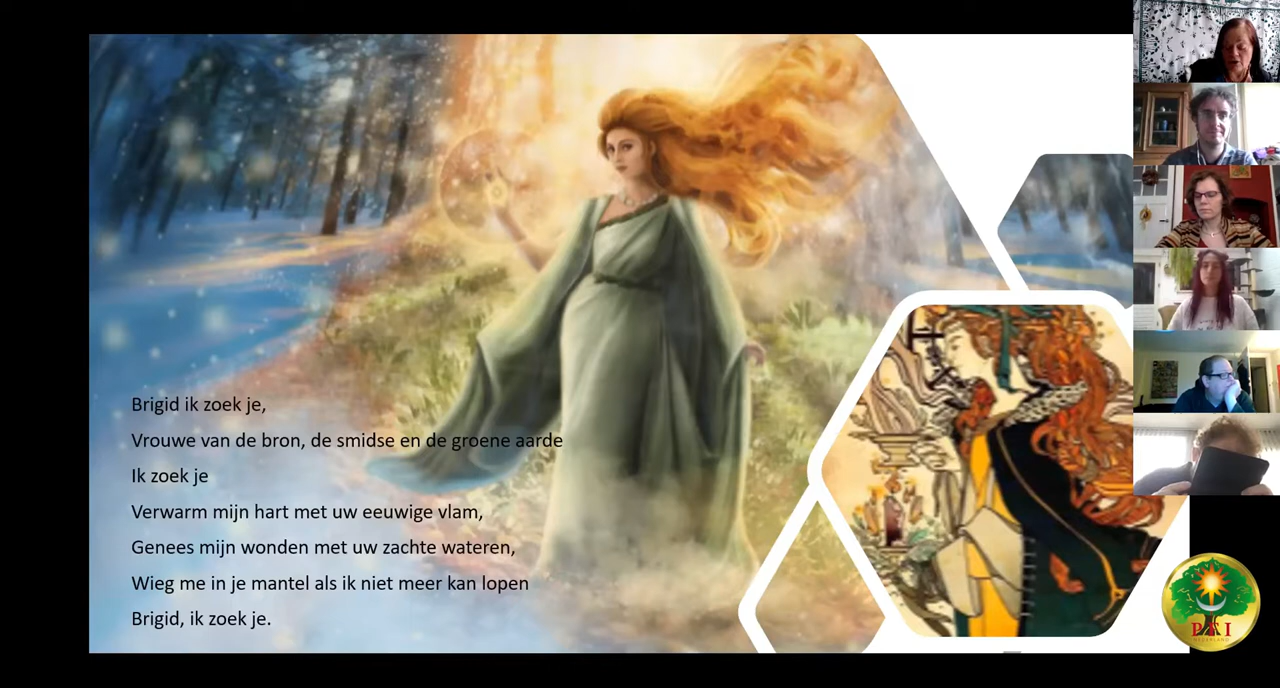 Brigid ik zoek je,
Vrouwe van de bron, de smidse en de groene aarde
Ik zoek je
Verwarm mijn hart met uw eeuwige vlam,
Genees mijn wonden met uw zachte wateren,
Wieg me in je mantel als ik niet meer kan lopen
Brigid, ik zoek je.
PFI
NEDERLAND